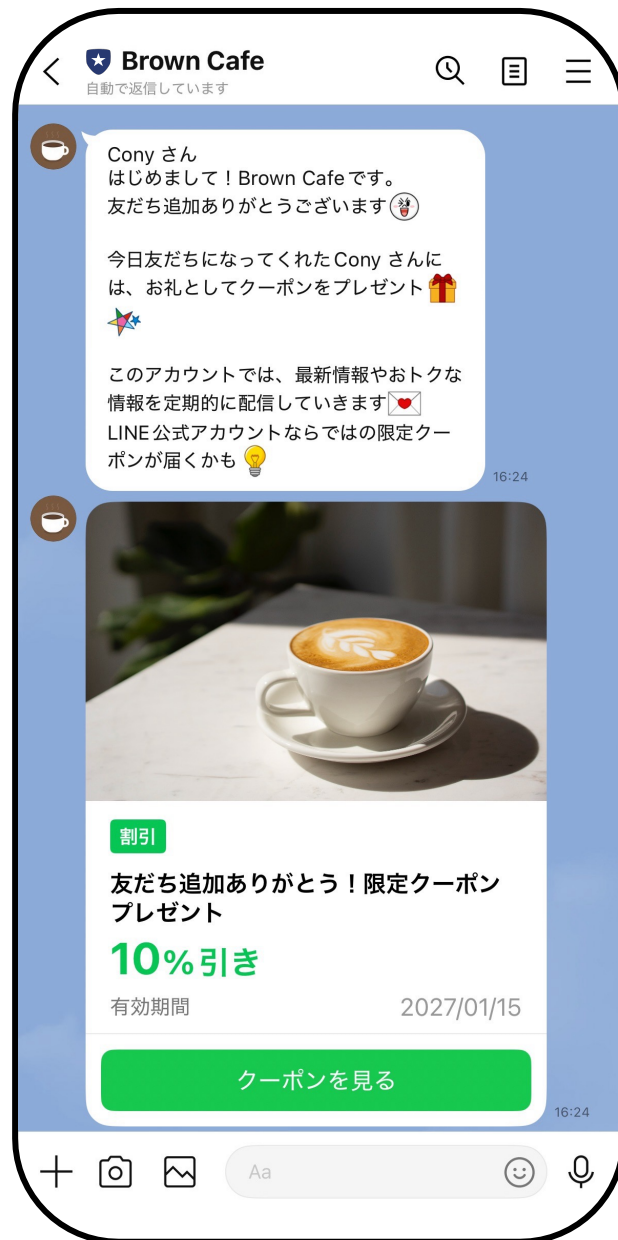 Brown Cafe
自動で返信しています
Cony さん
はじめまして！Brown Cafeです。
友だち追加ありがとうございます
今日友だちになってくれたCony さんに
は、お礼としてクーポンをプレゼント
このアカウントでは、最新情報やおトクな
情報を定期的に配信していきます
LINE公式アカウントならではの限定クー
ポンが届くかも
16:24
割引
友だち追加ありがとう！限定クーポン
プレゼント
10%引き
有効期間 2027/01/15
クーポンを見る
16:24
Aa